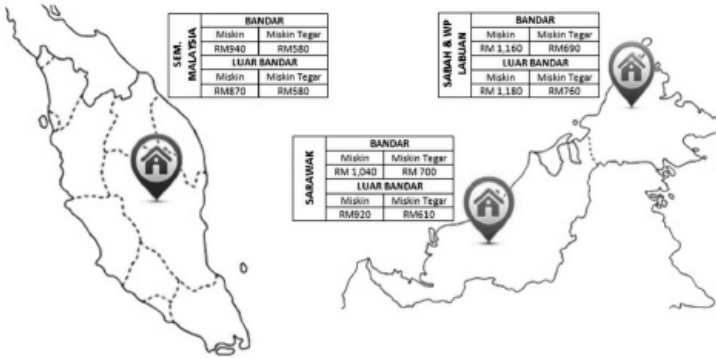 SEM. MALAYSIA
BANDAR
Miskin Miskin Tegar
RM940 RM580
LUAR BANDAR
Miskin Miskin Tegar
RM870 RM580
SABAH & WP LABUAN
BANDAR
Miskin Miskin Tegar
RM 1,160 RM690
LUAR BANDAR
Miskin Miskin Tegar
RM 1,180 RM760
SARAWAK
BANDAR
Miskin Miskin Tegar
RM 1,040 RM 700
LUAR BANDAR
Miskin Miskin Tegar
RM920 RM610